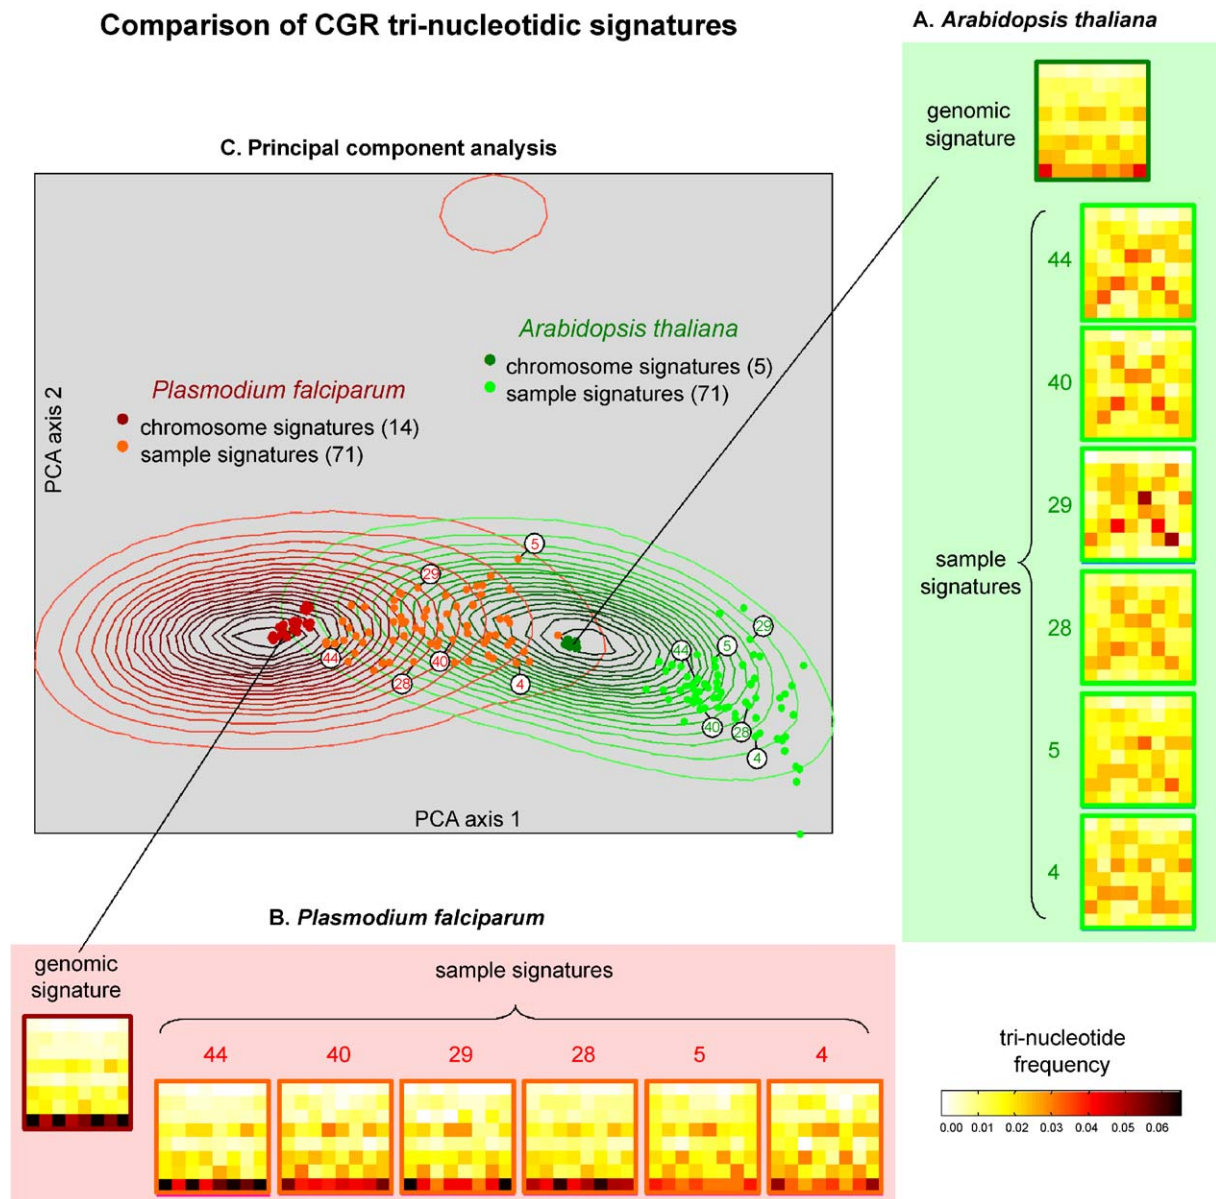 Comparison of CGR tri-nucleotidic signatures
A. Arabidopsis thaliana
genomic
signature
44
40
29
sample
signatures
28
5
4
C. Principal component analysis
Arabidopsis thaliana
chromosome signatures (5)
sample signatures (71)
Plasmodium falciparum
chromosome signatures (14)
sample signatures (71)
PCA axis 2
5
29
44
28
40
4
44
5
29
40
28
4
PCA axis 1
B. Plasmodium falciparum
genomic
signature
sample signatures
44 40 29 28 5 4
tri-nucleotide
frequency
0.00 0.01 0.02 0.03 0.04 0.05 0.06